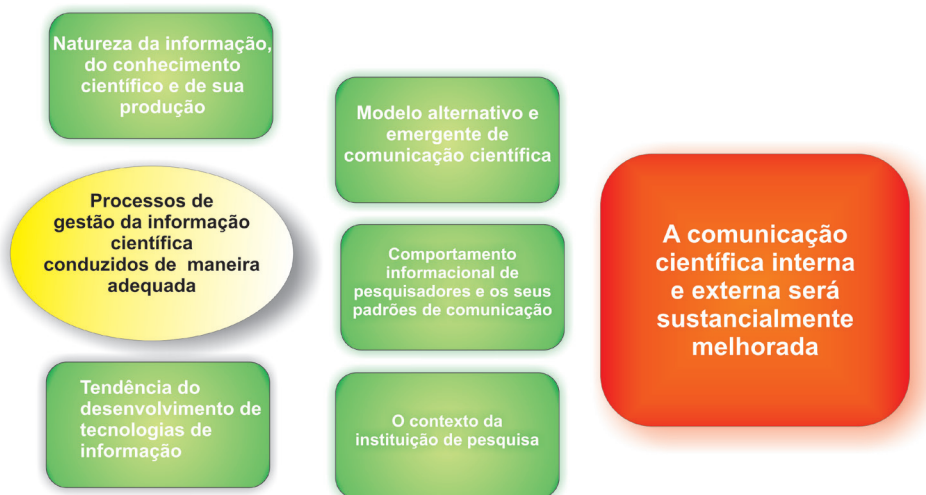 Natureza da informação,
do conhecimento
científico e de sua
produção
Processos de
gestão da informação
científica
conduzidos de maneira
adequada
Tendência do
desenvolvimento de
tecnologias de
informação
Modelo alternativo e
emergente de
comunicação científica
Comportamento
informacional de
pesquisadores e os seus
padrões de comunicação
O contexto da
instituição de pesquisa
A comunicação
científica interna
e externa será
sustancialmente
melhorada